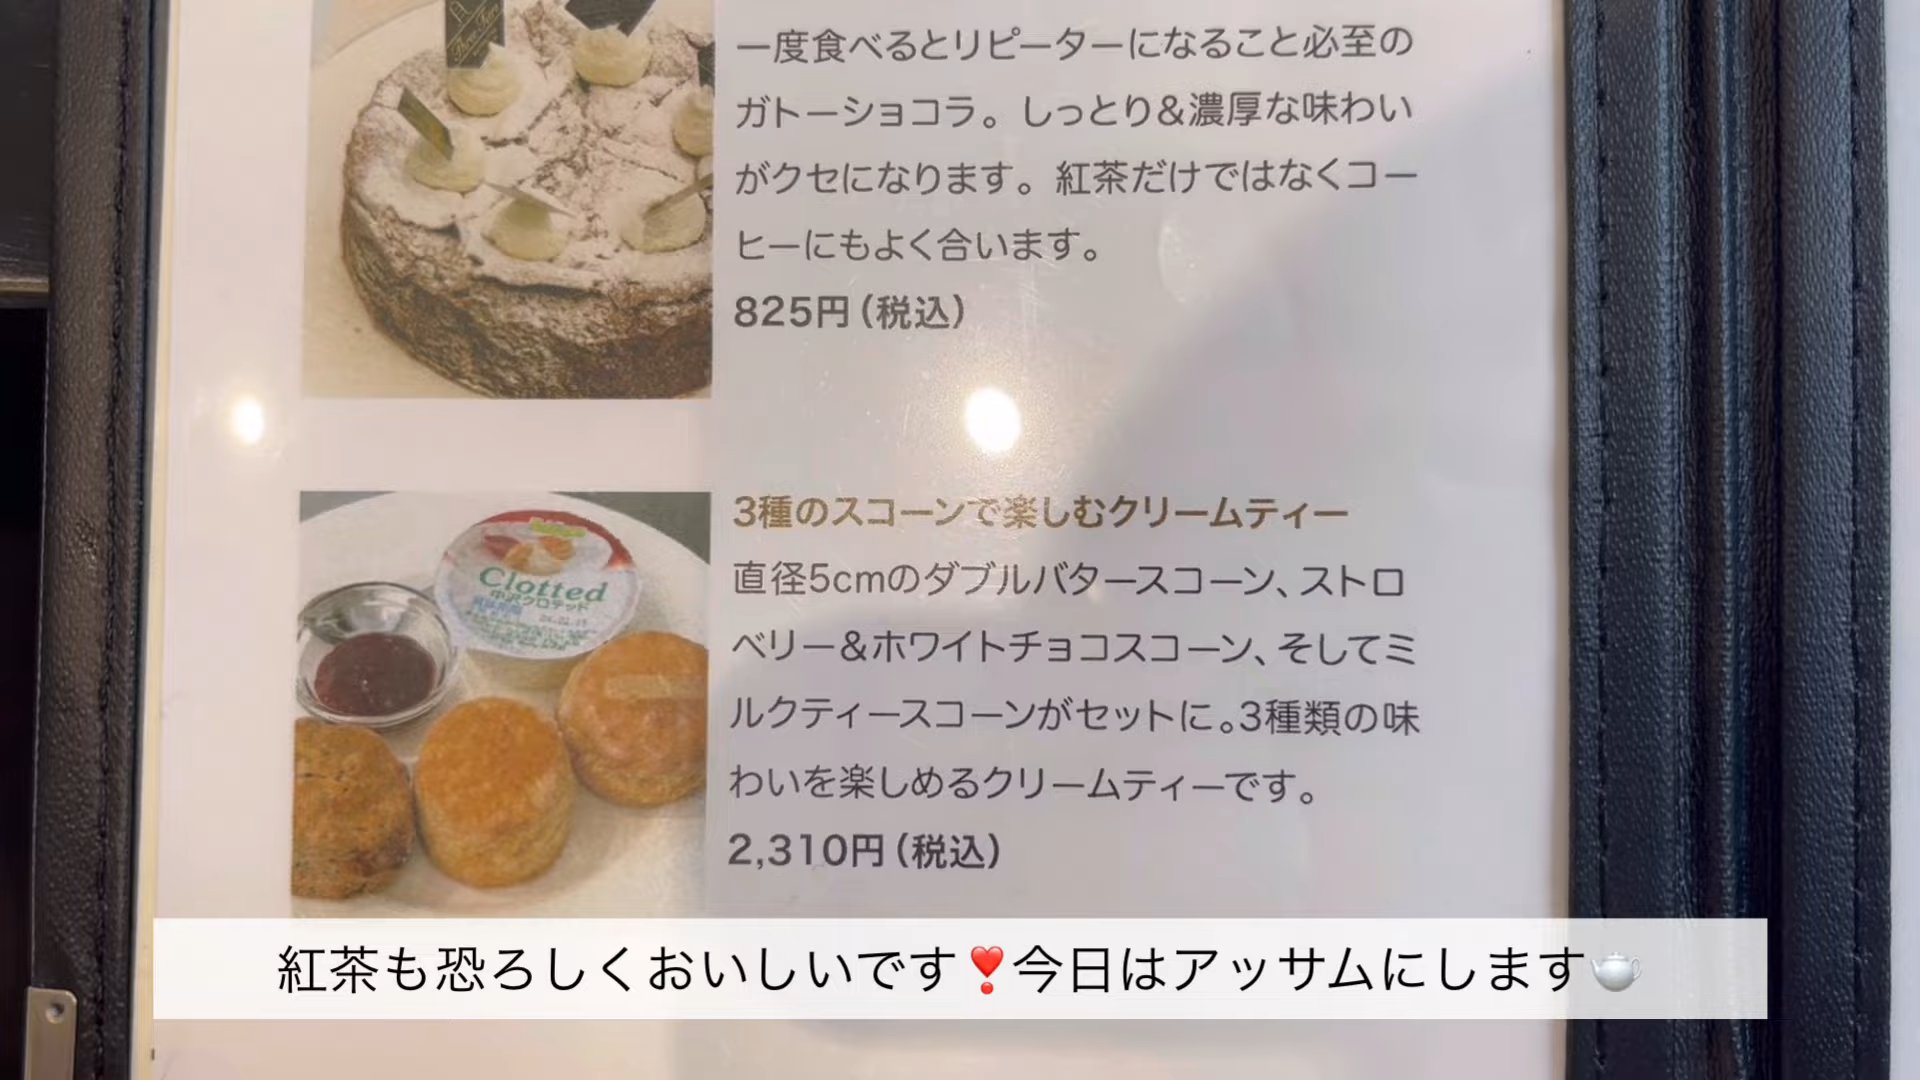 一度食べるとリピーターになること必至の
ガトーショコラ。しっとり&濃厚な味わい
がクセになります。紅茶だけではなくコー
ヒーにもよく合います。
825円(税込)
3種のスコーンで楽しむクリームティー
直径5cmのダブルバタースコーン、ストロ
ベリー&ホワイトチョコスコーン、そしてミ
ルクティースコーンがセットに。3種類の味
わいを楽しめるクリームティーです。
2,310円(税込)
Clotted
中沢クロテッド
紅茶も恐ろしくおいしいです❣️今日はアッサムにします🫖